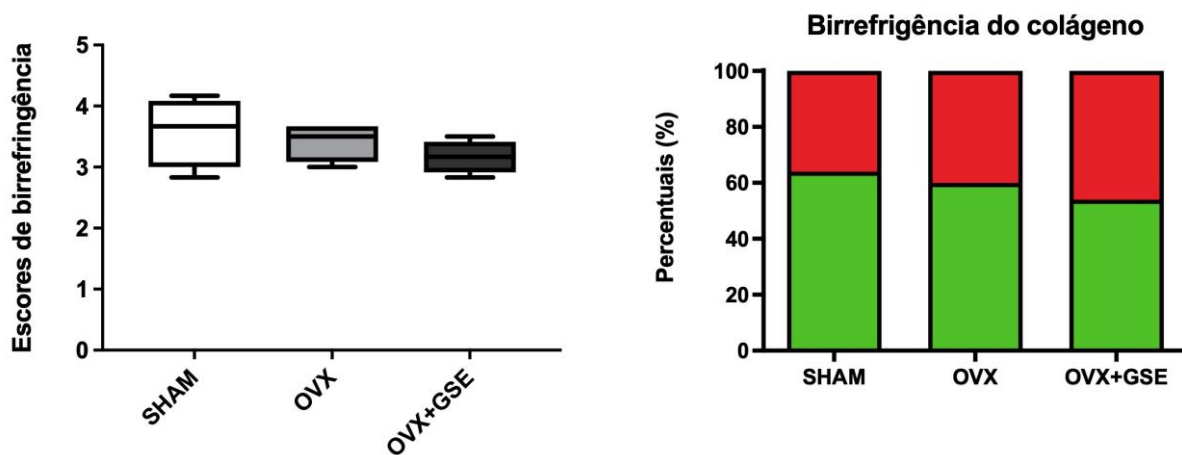 Escores de birrefringência
5
4
3
2
1
0
SHAM
OVX
OVX+GSE
Birrefrigência do colágeno
Percentuais (%)
100
80
60
40
20
0
SHAM
OVX
OVX+GSE